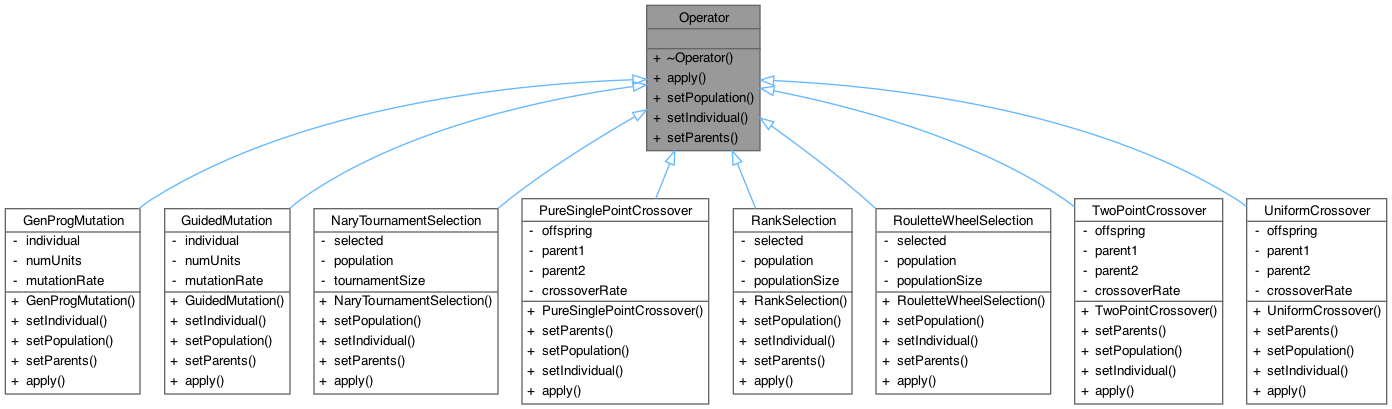 Operator
+ ~Operator()
+ apply()
+ setPopulation()
+ setIndividual()
+ setParents()
GenProgMutation
- individual
- numUnits
- mutationRate
+ GenProgMutation()
+ setIndividual()
+ setPopulation()
+ setParents()
+ apply()
GuidedMutation
- individual
- numUnits
- mutationRate
+ GuidedMutation()
+ setIndividual()
+ setPopulation()
+ setParents()
+ apply()
NaryTournamentSelection
- selected
- population
- tournamentSize
+ NaryTournamentSelection()
+ setPopulation()
+ setIndividual()
+ setParents()
+ apply()
PureSinglePointCrossover
- offspring
- parent1
- parent2
- crossoverRate
+ PureSinglePointCrossover()
+ setParents()
+ setPopulation()
+ setIndividual()
+ apply()
RankSelection
- selected
- population
- populationSize
+ RankSelection()
+ setPopulation()
+ setIndividual()
+ setParents()
+ apply()
RouletteWheelSelection
- selected
- population
- populationSize
+ RouletteWheelSelection()
+ setPopulation()
+ setIndividual()
+ setParents()
+ apply()
TwoPointCrossover
- offspring
- parent1
- parent2
- crossoverRate
+ TwoPointCrossover()
+ setParents()
+ setPopulation()
+ setIndividual()
+ apply()
UniformCrossover
- offspring
- parent1
- parent2
- crossoverRate
+ UniformCrossover()
+ setParents()
+ setPopulation()
+ setIndividual()
+ apply()